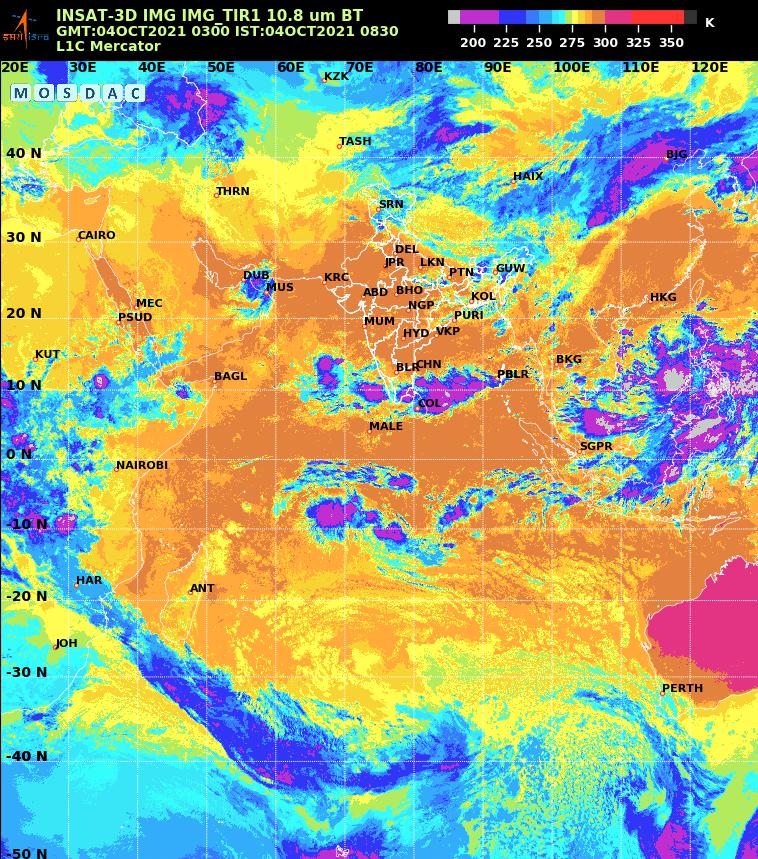 INSAT-3D IMG IMG_TIR1 10.8 um BT
GMT:04OCT2021 0300 IST:04OCT2021 0830
L1C Mercator
K
200 225 250 275 300 325 350
20E 30E 40E 50E 60E 70E 80E 90E 100E 110E 120E
KZK
MOSDAC
TASH
40 N
BJG
HAIX
THRN
SRN
30 N
CAIRO
DEL
JPR LKN
PTN GUW
DUB KRC
MUS
ABD BHO
KOL
HKG
MEC
NGP
20 N
PSUD
PURI
MUM
HYD VKP
KUT
BKG
BLR CHN
BAGL
PBLR
10 N
COL
MALE
SGPR
0 N
NAIROBI
-10 N
HAR
ANT
-20 N
JOH
-30 N
PERTH
-40 N
-50 N